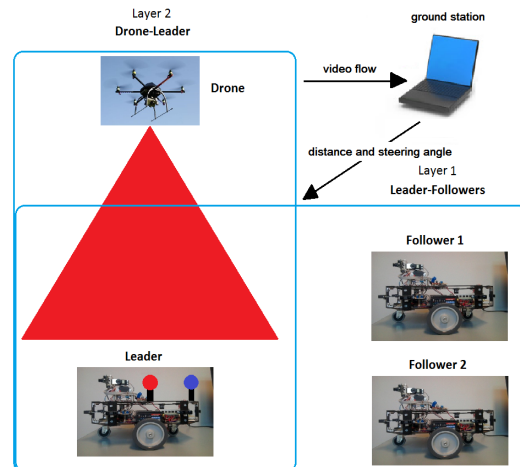 Layer 2
Drone-Leader
ground station
Drone
video flow
distance and steering angle
Layer 1
Leader-Followers
Follower 1
Leader
Follower 2